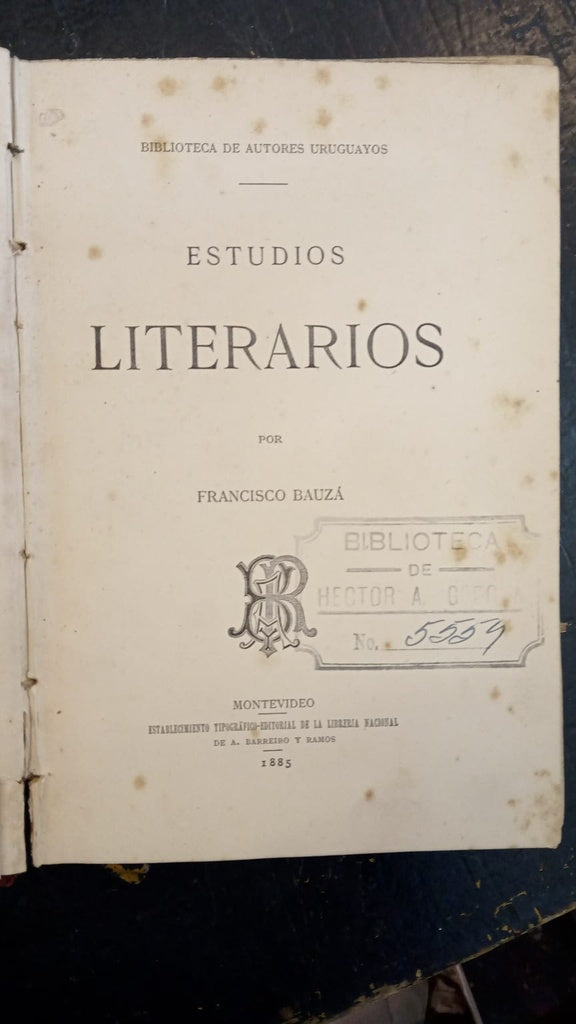 BIBLIOTECA DE AUTORES URUGUAYOS
ESTUDIOS
LITERARIOS
POR
FRANCISCO BAUZÁ
BIBLIOTECA
DE
HECTOR A.
No. 5559
MONTEVIDEO
ESTABLECIMIENTO TIPOGRÁFICO-EDITORIAL DE LA LIBRERIA NACIONAL
DE A. BARREIRO Y RAMOS
1885